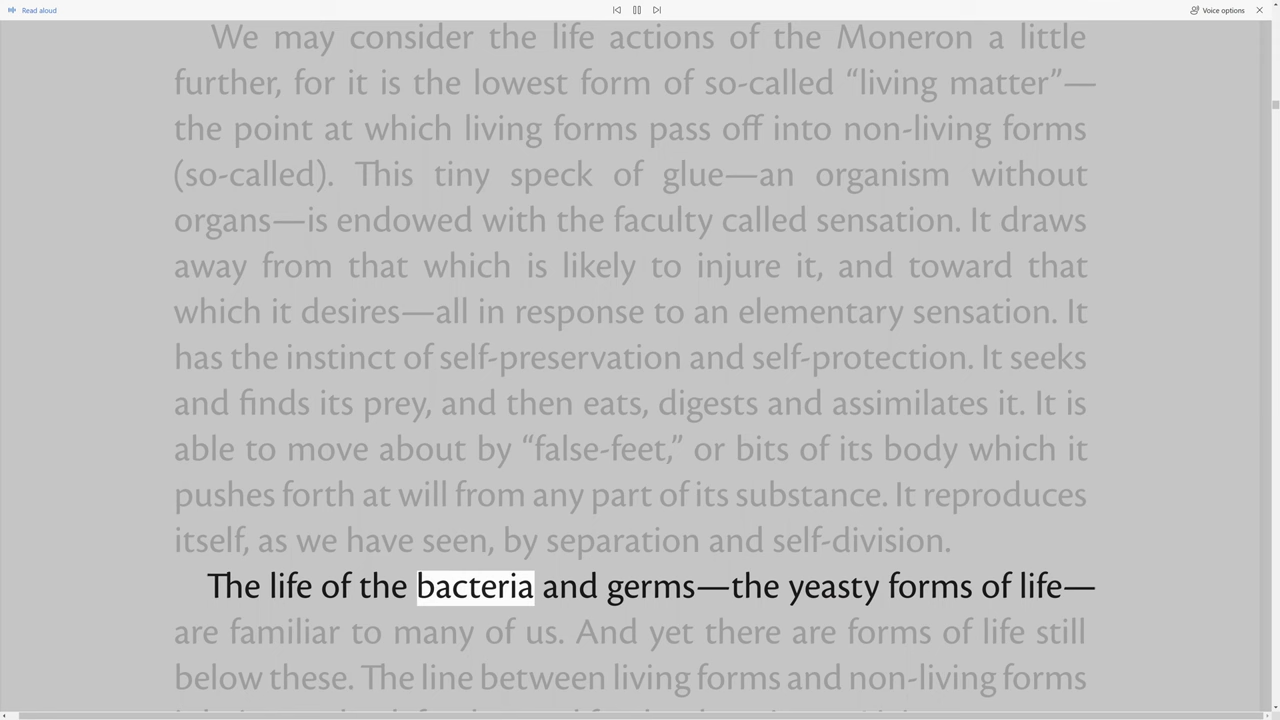 Read aloud
Voice options
We may consider the life actions of the Moneron a little
further, for it is the lowest form of so-called “living matter”—
the point at which living forms pass off into non-living forms
(so-called). This tiny speck of glue—an organism without
organs—is endowed with the faculty called sensation. It draws
away from that which is likely to injure it, and toward that
which it desires—all in response to an elementary sensation. It
has the instinct of self-preservation and self-protection. It seeks
and finds its prey, and then eats, digests and assimilates it. It is
able to move about by “false-feet,” or bits of its body which it
pushes forth at will from any part of its substance. It reproduces
itself, as we have seen, by separation and self-division.
The life of the bacteria and germs—the yeasty forms of life—
are familiar to many of us. And yet there are forms of life still
below these. The line between living forms and non-living forms